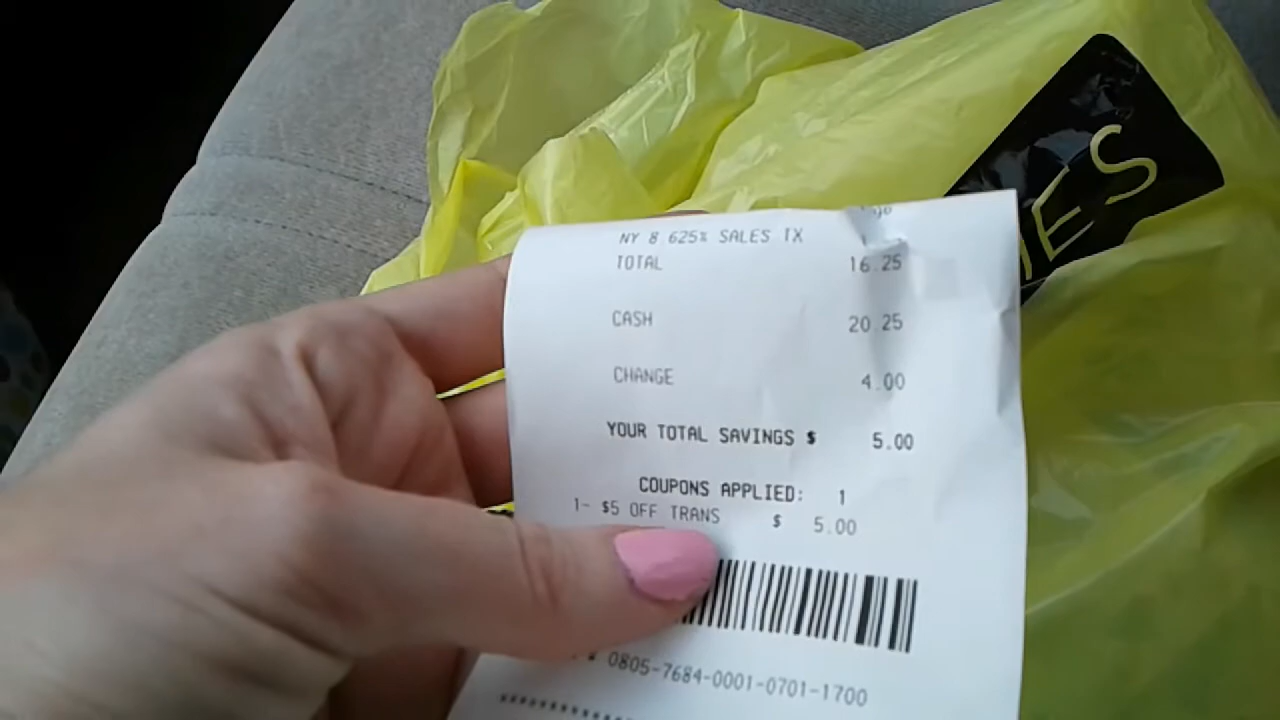 NY 8 625% SALES TX
TOTAL 16.25
CASH 20 25
CHANGE 4.00
YOUR TOTAL SAVINGS $ 5.00
COUPONS APPLIED: 1
1- $5 OFF TRANS $ 5.00
0805-7684-0001-0701-1700
ES